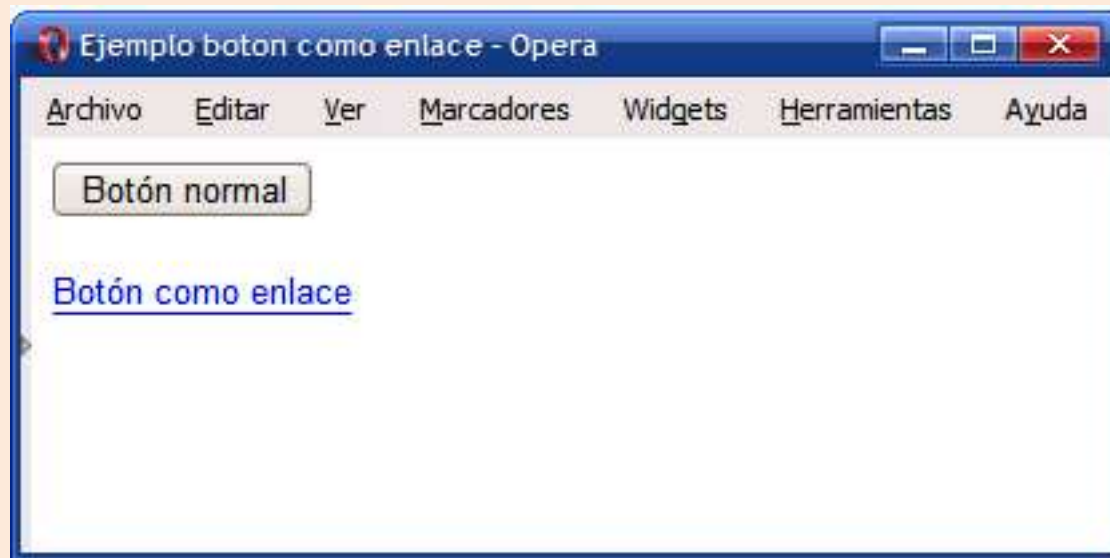 Ejemplo boton como enlace - Opera
Archivo Editar Ver Marcadores Widgets Herramientas Ayuda
Botón normal
Botón como enlace